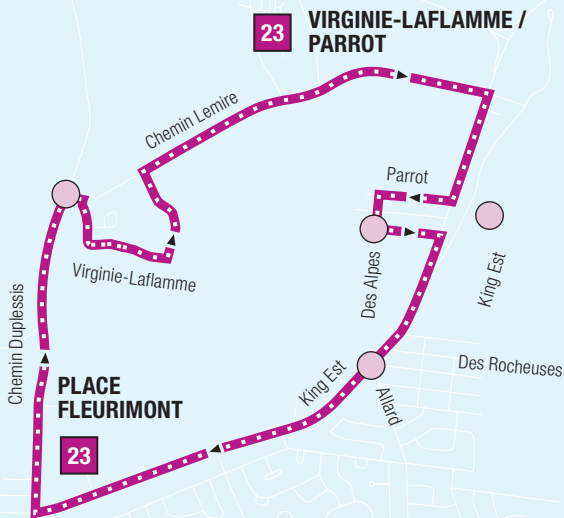 23
VIRGINIE-LAFLAMME /
PARROT
Chemin Lemire
Parrot
Virginie-Laflamme
Des Alpes
King Est
Chemin Duplessis
King Est
Allard
Des Rocheuses
PLACE
FLEURIMONT
23